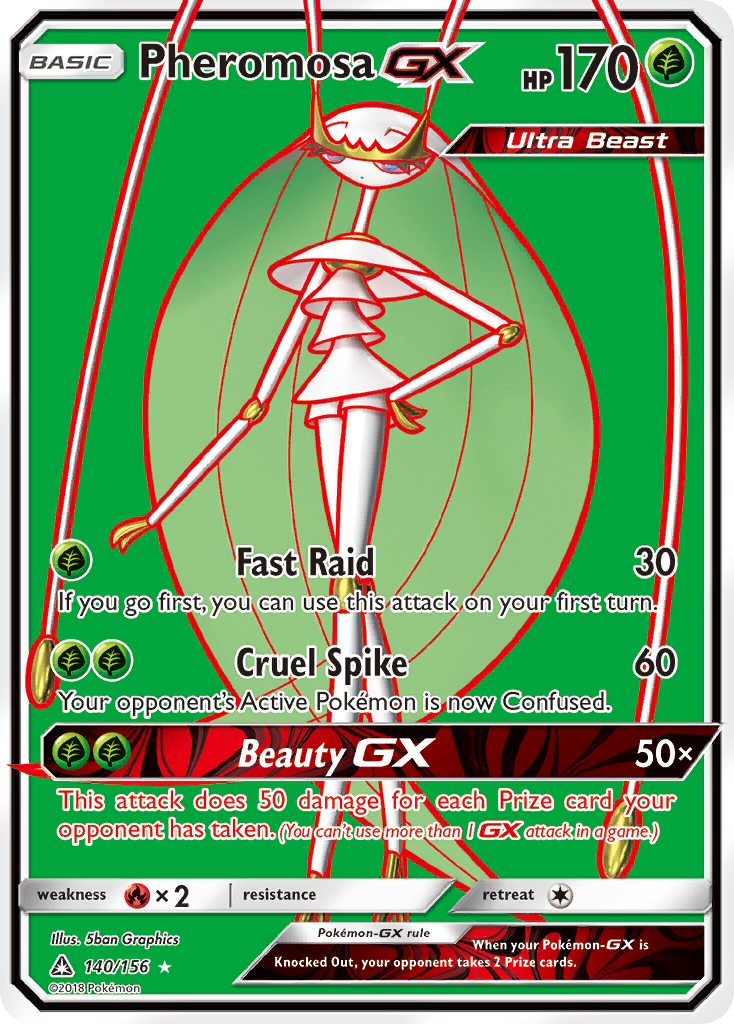 BASIC Pheromosa GX HP 170
Ultra Beast
Fast Raid 30
If you go first, you can use this attack on your first turn.
Cruel Spike 60
Your opponent's Active Pokémon is now Confused.
Beauty GX 50×
This attack does 50 damage for each Prize card your
opponent has taken. (You can't use more than 1 GX attack in a game.)
weakness ×2 resistance retreat
Illus. 5ban Graphics
Pokémon-GX rule
When your Pokémon-GX is
Knocked Out, your opponent takes 2 Prize cards.
140/156
©2018 Pokémon